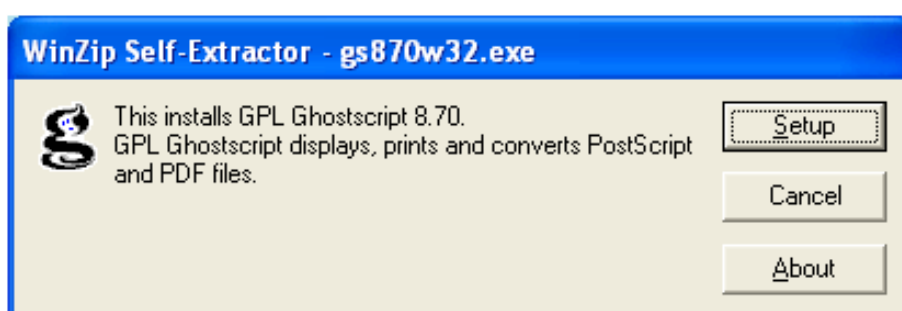 WinZip Self-Extractor - gs870w32.exe
This installs GPL Ghostscript 8.70.
GPL Ghostscript displays, prints and converts PostScript
and PDF files.
Setup
Cancel
About